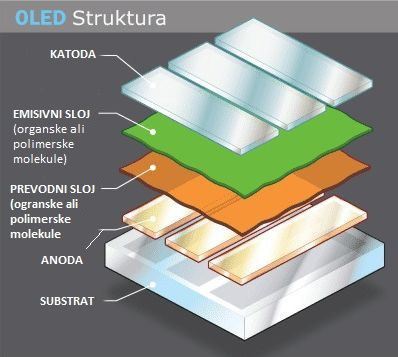 OLED Struktura
KATODA
EMISIVNI SLOJ
(organske ali
polimerske
molekule)
PREVODNI SLOJ
(ogranske ali
polimerske
molekule
ANODA
SUBSTRAT